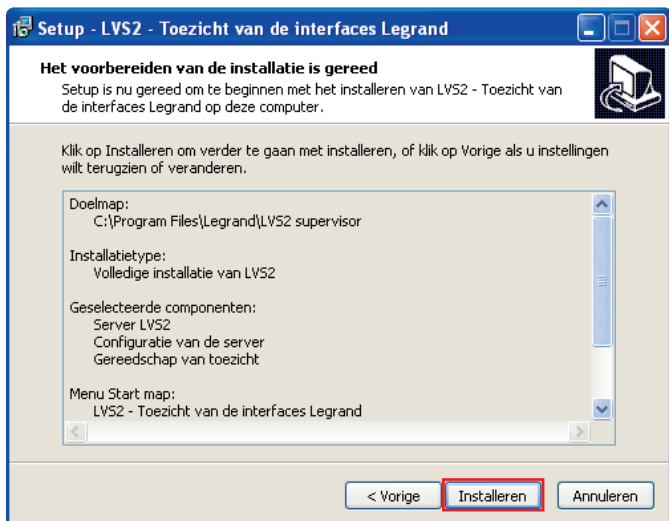 Setup - LVS2 - Toezicht van de interfaces Legrand
Het voorbereiden van de installatie is gereed
Setup is nu gereed om te beginnen met het installeren van LVS2 - Toezicht van
de interfaces Legrand op deze computer.
Klik op Installeren om verder te gaan met installeren, of klik op Vorige als u instellingen
wilt terugzien of veranderen.
Doelmap:
C:\Program Files\Legrand\LVS2 supervisor
Installatietype:
Volledige installatie van LVS2
Geselecteerde componenten:
Server LVS2
Configuratie van de server
Gereedschap van toezicht
Menu Start map:
LVS2 - Toezicht van de interfaces Legrand
< Vorige
Installeren
Annuleren